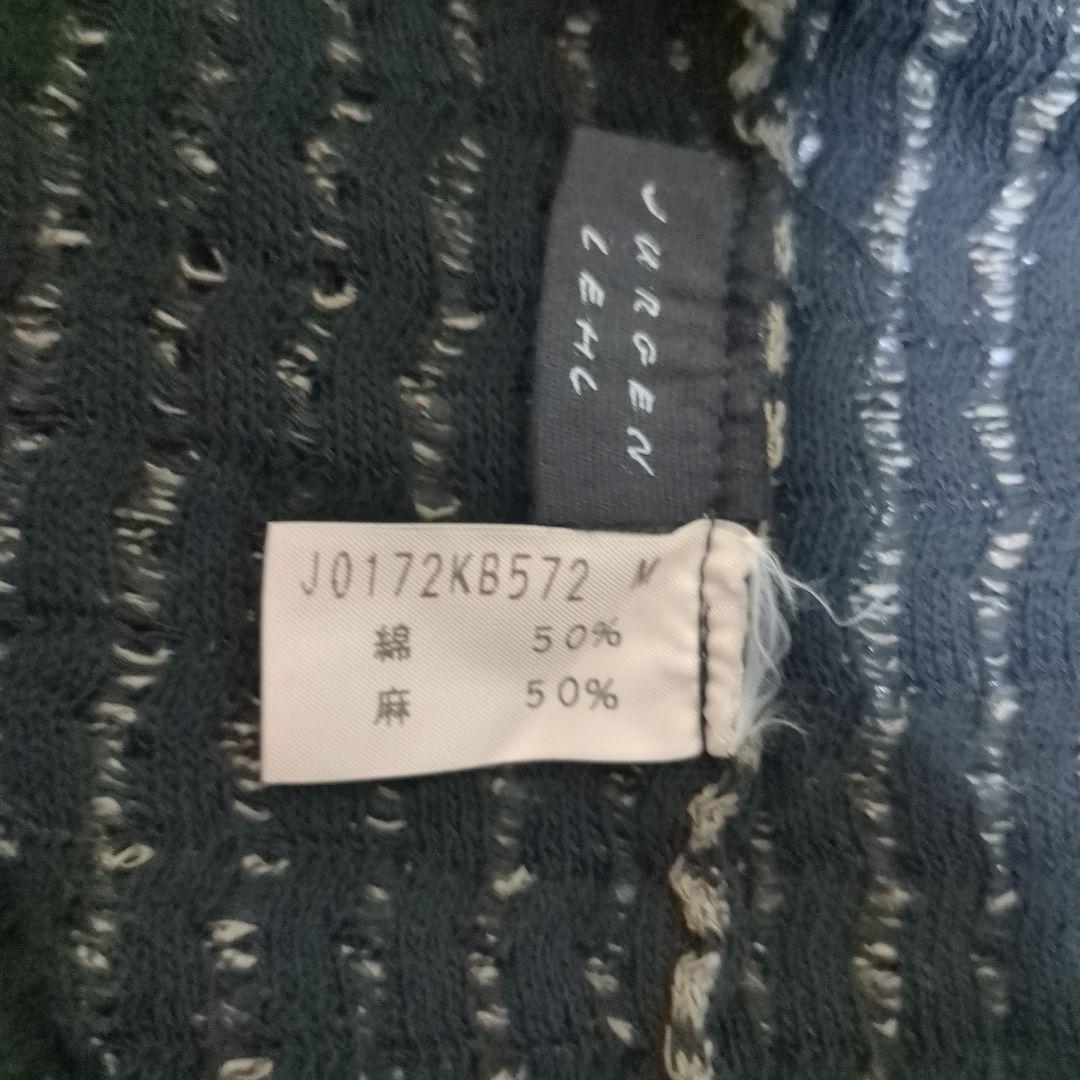 JURGEN
LEHL
J0172KB572 M
綿 50%
麻 50%